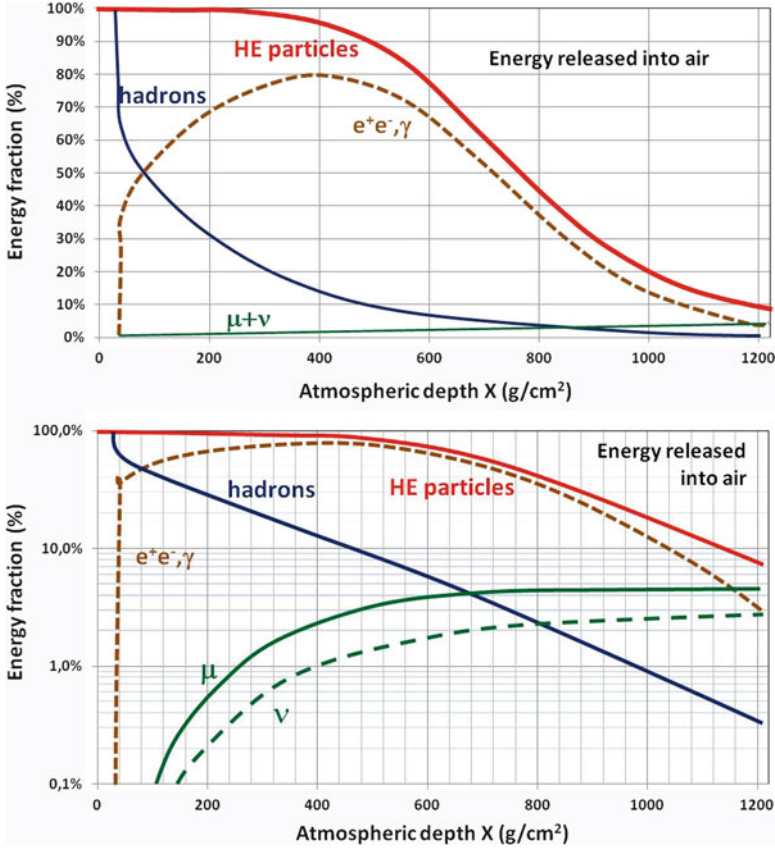 100%
90%
80%
70%
60%
50%
40%
30%
20%
10%
0%
Energy fraction (%)
HE particles
Energy released into air
hadrons
e⁺e⁻,γ
μ+ν
0 200 400 600 800 1000 1200
Atmospheric depth X (g/cm²)
100,0%
10,0%
1,0%
0,1%
Energy fraction (%)
Energy released
into air
hadrons
HE particles
e⁺e⁻,γ
μ
ν
0 200 400 600 800 1000 1200
Atmospheric depth X (g/cm²)